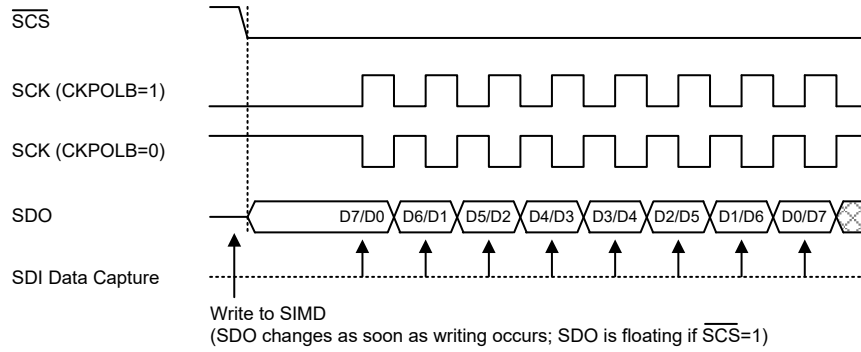 S̅C̅S̅
SCK (CKPOLB=1)
SCK (CKPOLB=0)
SDO D7/D0 D6/D1 D5/D2 D4/D3 D3/D4 D2/D5 D1/D6 D0/D7
SDI Data Capture
Write to SIMD
(SDO changes as soon as writing occurs; SDO is floating if S̅C̅S̅=1)